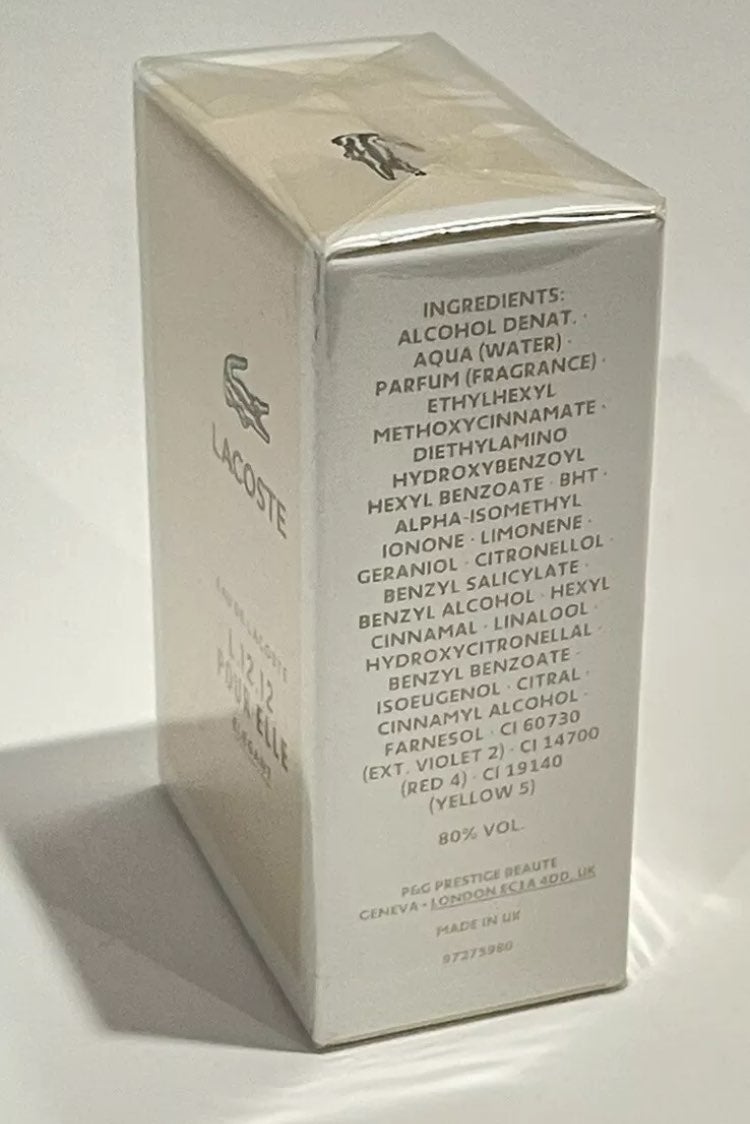 LACOSTE
EAU DE LACOSTE
L.12.12
POUR ELLE
ELEGANT
INGREDIENTS:
ALCOHOL DENAT. ·
AQUA (WATER) ·
PARFUM (FRAGRANCE) ·
ETHYLHEXYL
METHOXYCINNAMATE ·
DIETHYLAMINO
HYDROXYBENZOYL
HEXYL BENZOATE · BHT ·
ALPHA-ISOMETHYL
IONONE · LIMONENE ·
GERANIOL · CITRONELLOL ·
BENZYL SALICYLATE ·
BENZYL ALCOHOL · HEXYL
CINNAMAL · LINALOOL ·
HYDROXYCITRONELLAL ·
BENZYL BENZOATE ·
ISOEUGENOL · CITRAL ·
CINNAMYL ALCOHOL ·
FARNESOL · CI 60730
(EXT. VIOLET 2) · CI 14700
(RED 4) · CI 19140
(YELLOW 5)
80% VOL.
P&G PRESTIGE BEAUTE
GENEVA - LONDON EC1A 4DD, UK
MADE IN UK
97275980